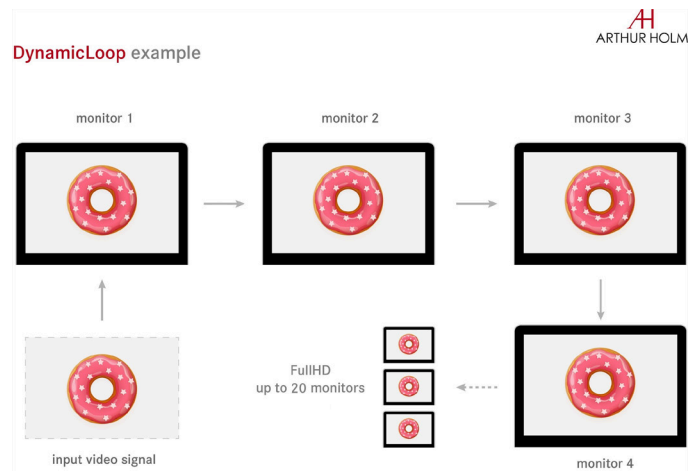 AH
ARTHUR HOLM
DynamicLoop example
monitor 1
monitor 2
monitor 3
FullHD
up to 20 monitors
input video signal
monitor 4